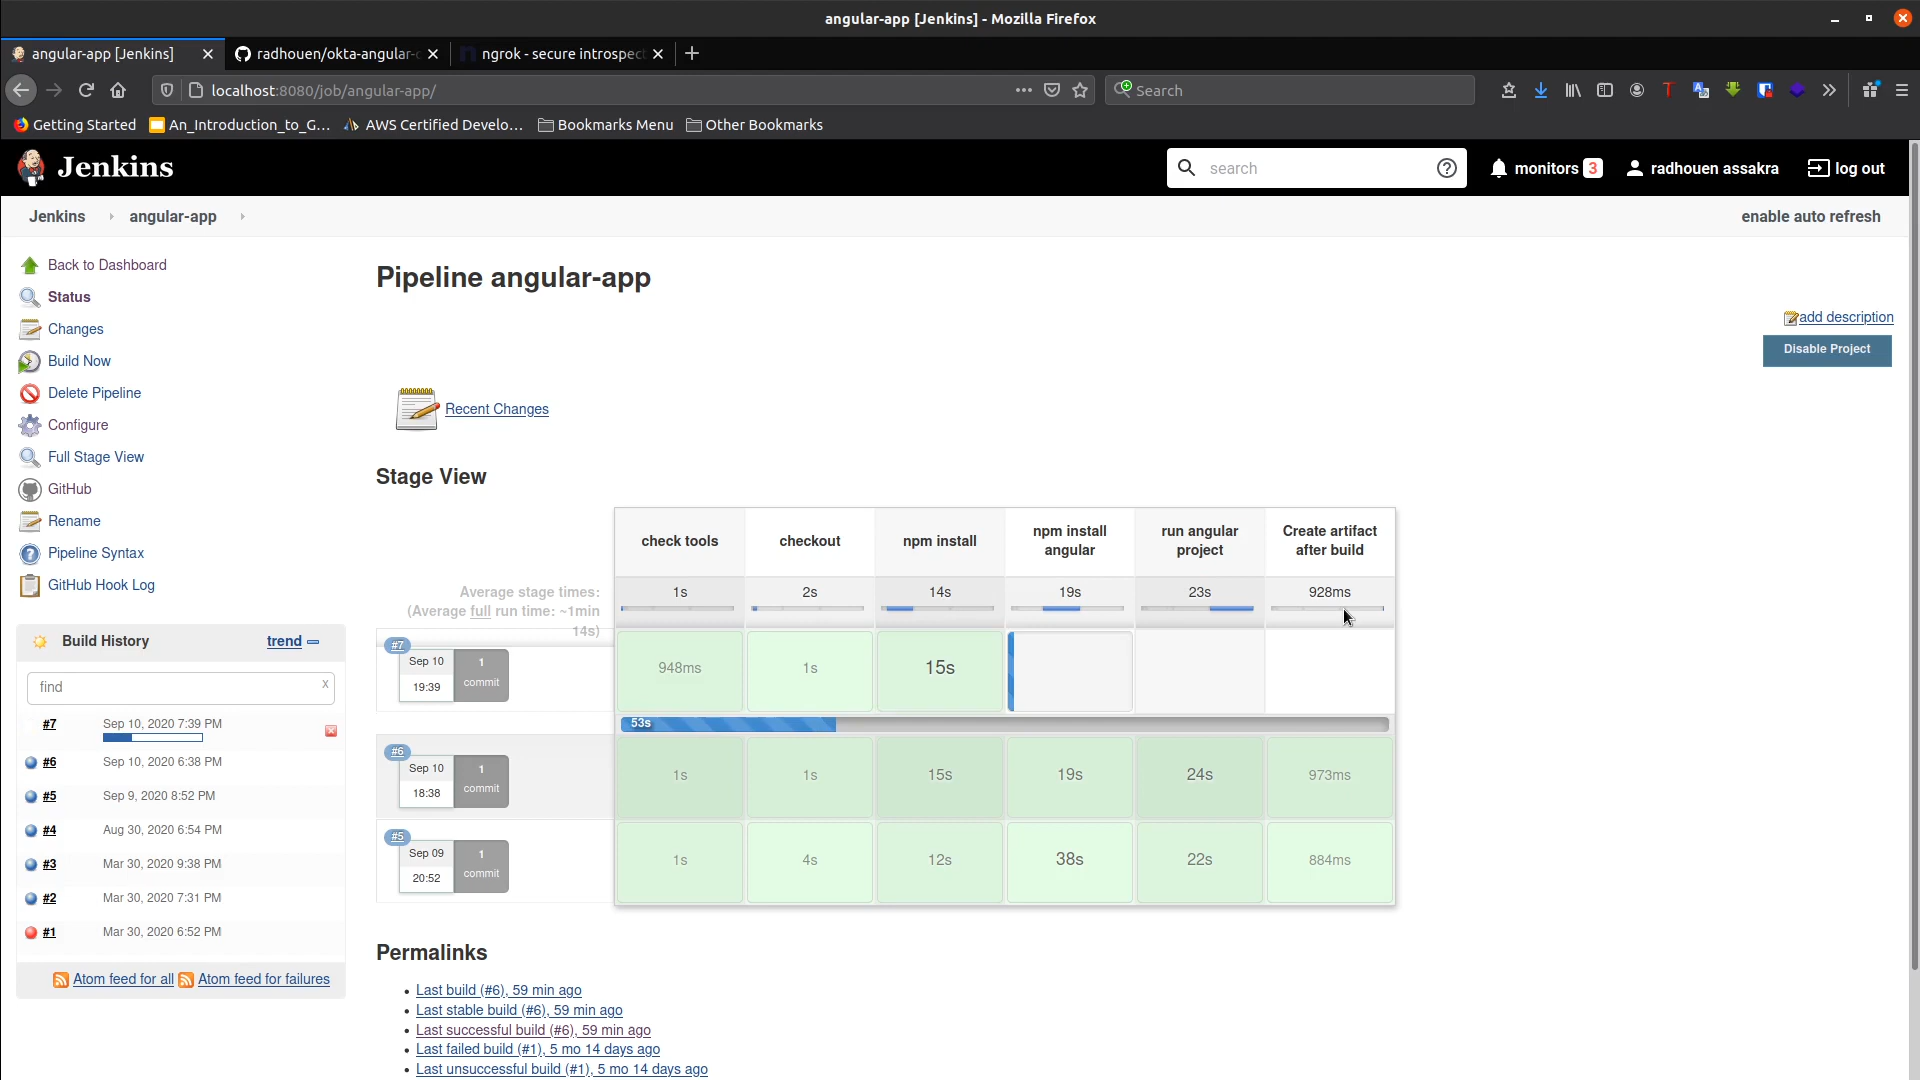 angular-app [Jenkins] - Mozilla Firefox
angular-app [Jenkins]
radhouen/okta-angular-
ngrok - secure introspec
localhost:8080/job/angular-app/
Search
Getting Started
An_Introduction_to_G...
AWS Certified Develo...
Bookmarks Menu
Other Bookmarks
Jenkins
search
monitors 3
radhouen assakra
log out
Jenkins
angular-app
enable auto refresh
Back to Dashboard
Status
Changes
Build Now
Delete Pipeline
Configure
Full Stage View
GitHub
Rename
Pipeline Syntax
GitHub Hook Log
Build History
trend
find
x
#7 Sep 10, 2020 7:39 PM
#6 Sep 10, 2020 6:38 PM
#5 Sep 9, 2020 8:52 PM
#4 Aug 30, 2020 6:54 PM
#3 Mar 30, 2020 9:38 PM
#2 Mar 30, 2020 7:31 PM
#1 Mar 30, 2020 6:52 PM
Atom feed for all
Atom feed for failures
Pipeline angular-app
add description
Disable Project
Recent Changes
Stage View
check tools
checkout
npm install
npm install
angular
run angular
project
Create artifact
after build
Average stage times:
(Average full run time: ~1min
14s)
1s
2s
14s
19s
23s
928ms
#7
Sep 10
19:39
1
commit
948ms
1s
15s
53s
#6
Sep 10
18:38
1
commit
1s
1s
15s
19s
24s
973ms
#5
Sep 09
20:52
1
commit
1s
4s
12s
38s
22s
884ms
Permalinks
Last build (#6), 59 min ago
Last stable build (#6), 59 min ago
Last successful build (#6), 59 min ago
Last failed build (#1), 5 mo 14 days ago
Last unsuccessful build (#1), 5 mo 14 days ago